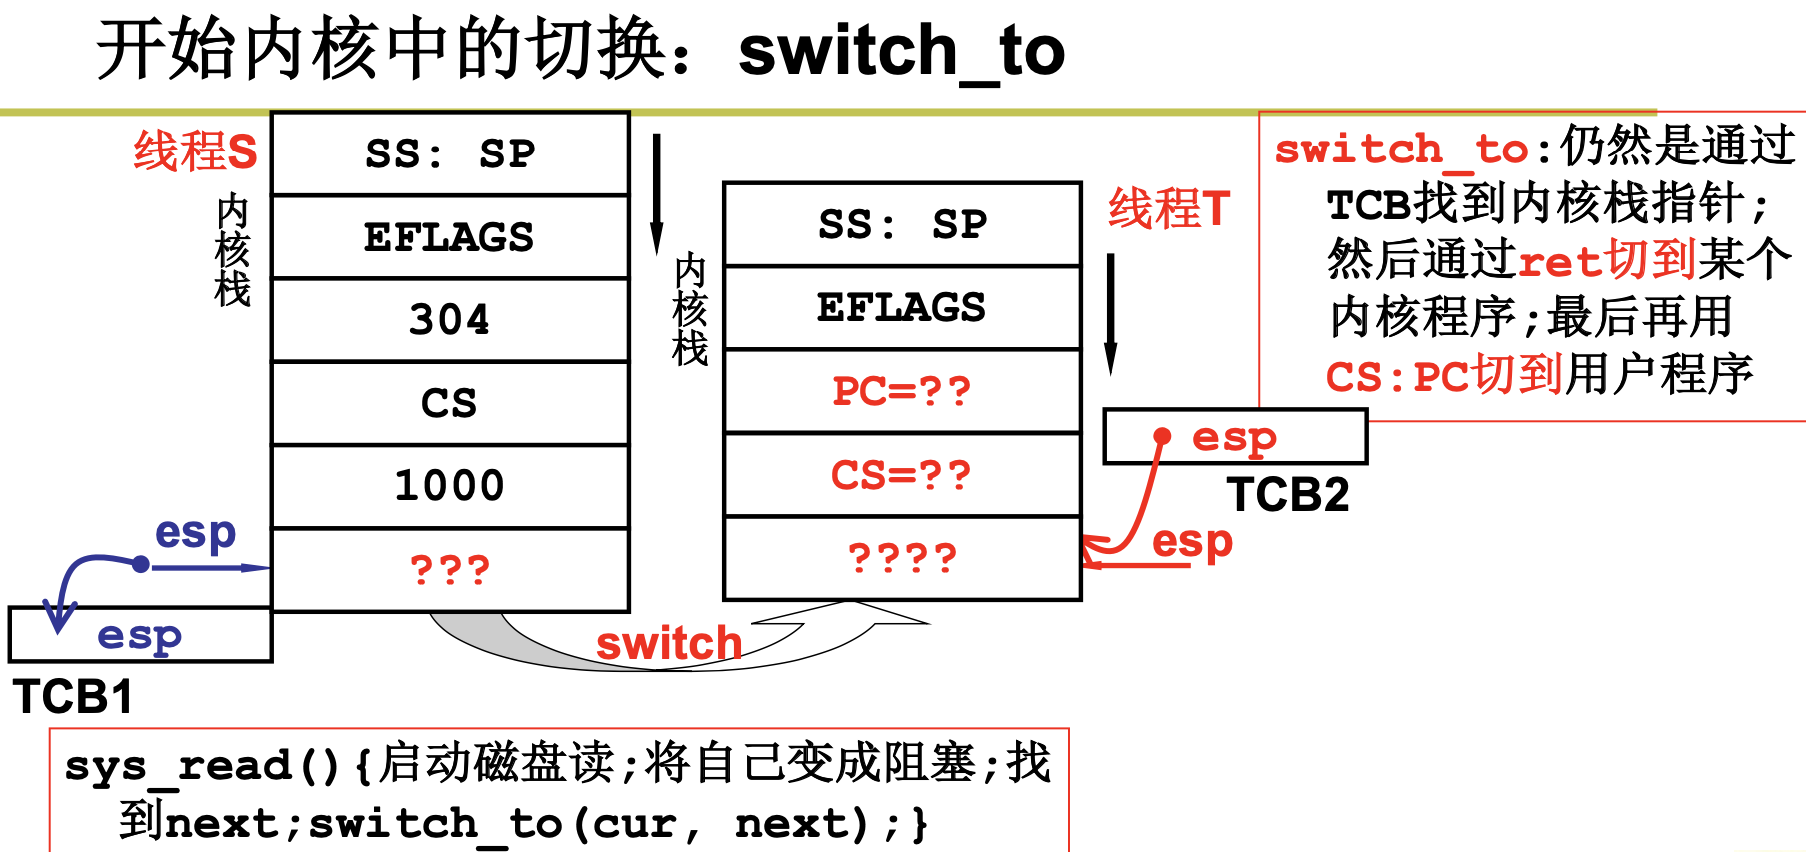 开始内核中的切换：switch_to
线程S
内核栈
SS: SP
EFLAGS
304
CS
1000
???
esp
esp
TCB1
内核栈
SS: SP
EFLAGS
PC=??
CS=??
????
线程T
esp
TCB2
esp
switch
switch_to:仍然是通过
TCB找到内核栈指针;
然后通过ret切到某个
内核程序;最后再用
CS:PC切到用户程序
sys_read(){启动磁盘读;将自己变成阻塞;找
到next;switch_to(cur, next);}